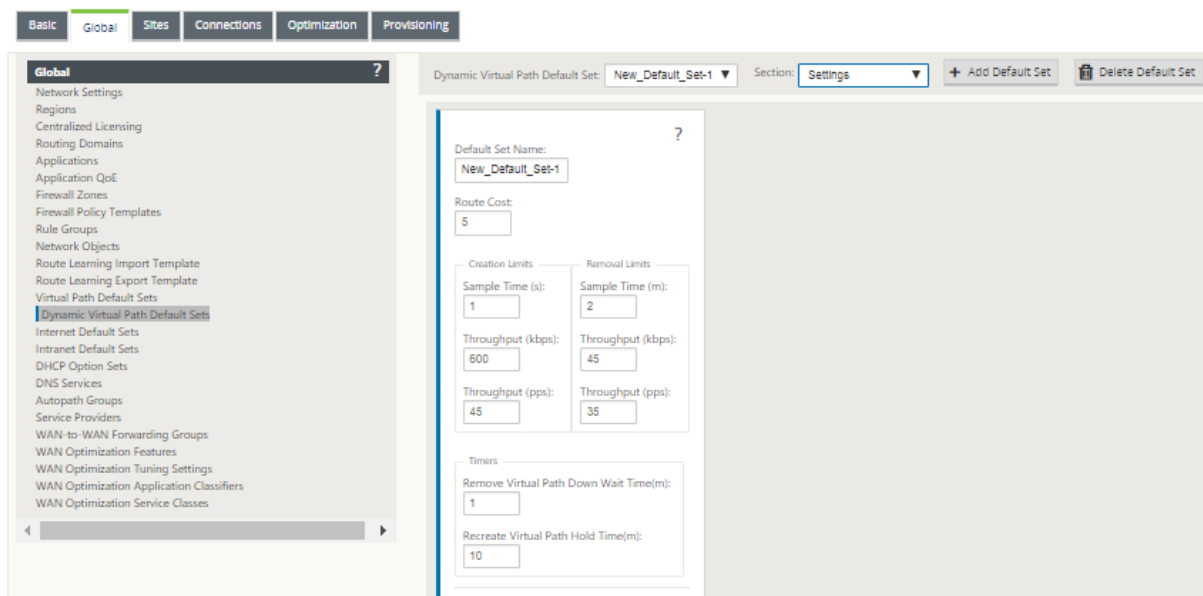 Basic Global Sites Connections Optimization Provisioning
Global ?
Network Settings
Regions
Centralized Licensing
Routing Domains
Applications
Application QoE
Firewall Zones
Firewall Policy Templates
Rule Groups
Network Objects
Route Learning Import Template
Route Learning Export Template
Virtual Path Default Sets
Dynamic Virtual Path Default Sets
Internet Default Sets
Intranet Default Sets
DHCP Option Sets
DNS Services
Autopath Groups
Service Providers
WAN-to-WAN Forwarding Groups
WAN Optimization Features
WAN Optimization Tuning Settings
WAN Optimization Application Classifiers
WAN Optimization Service Classes
Dynamic Virtual Path Default Set: New_Default_Set-1 Section: Settings + Add Default Set Delete Default Set
?
Default Set Name:
New_Default_Set-1
Route Cost:
5
Creation Limits Removal Limits
Sample Time (s): Sample Time (m):
1 2
Throughput (kbps): Throughput (kbps):
600 45
Throughput (pps): Throughput (pps):
45 35
Timers
Remove Virtual Path Down Wait Time(m):
1
Recreate Virtual Path Hold Time(m):
10